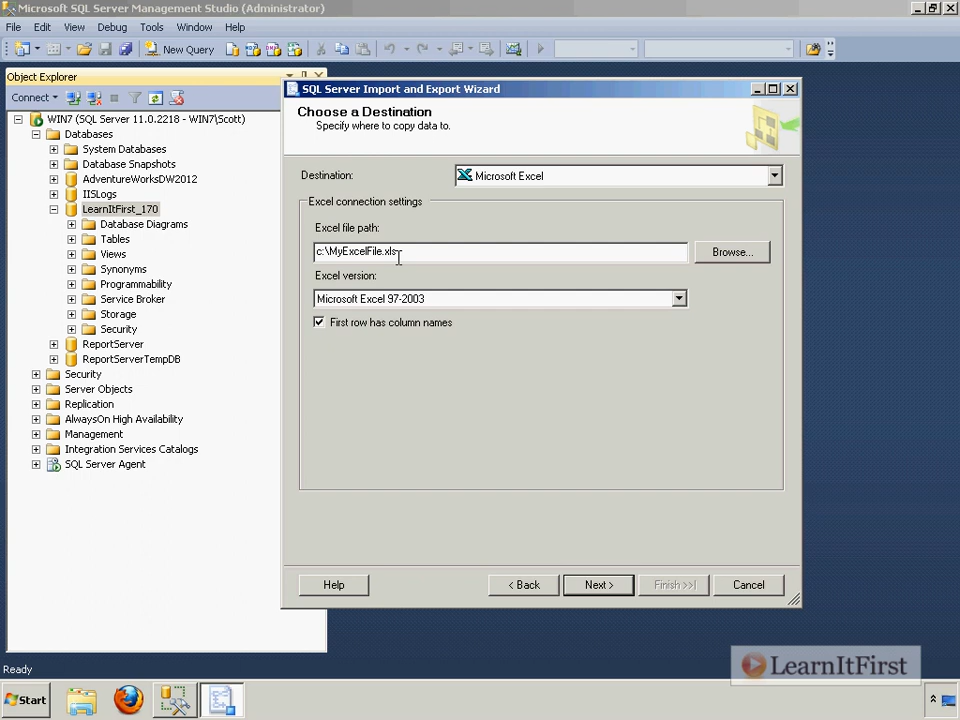 Microsoft SQL Server Management Studio (Administrator)
File Edit View Debug Tools Window Help
New Query
Object Explorer
Connect
WIN7 (SQL Server 11.0.2218 - WIN7\Scott)
Databases
System Databases
Database Snapshots
AdventureWorksDW2012
IISLogs
LearnItFirst_170
Database Diagrams
Tables
Views
Synonyms
Programmability
Service Broker
Storage
Security
ReportServer
ReportServerTempDB
Security
Server Objects
Replication
AlwaysOn High Availability
Management
Integration Services Catalogs
SQL Server Agent
SQL Server Import and Export Wizard
Choose a Destination
Specify where to copy data to.
Destination: Microsoft Excel
Excel connection settings
Excel file path:
c:\MyExcelFile.xls
Browse...
Excel version:
Microsoft Excel 97-2003
First row has column names
Help < Back Next > Finish >>| Cancel
Ready
LearnItFirst
Start